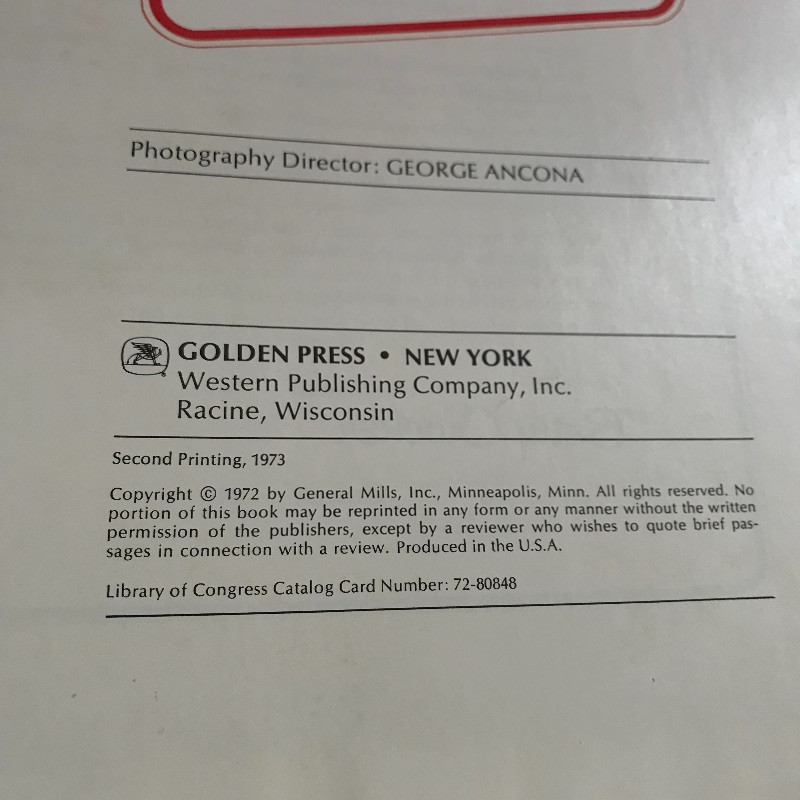 Photography Director: GEORGE ANCONA
GOLDEN PRESS • NEW YORK
Western Publishing Company, Inc.
Racine, Wisconsin
Second Printing, 1973
Copyright © 1972 by General Mills, Inc., Minneapolis, Minn. All rights reserved. No
portion of this book may be reprinted in any form or any manner without the written
permission of the publishers, except by a reviewer who wishes to quote brief pas-
sages in connection with a review. Produced in the U.S.A.
Library of Congress Catalog Card Number: 72-80848